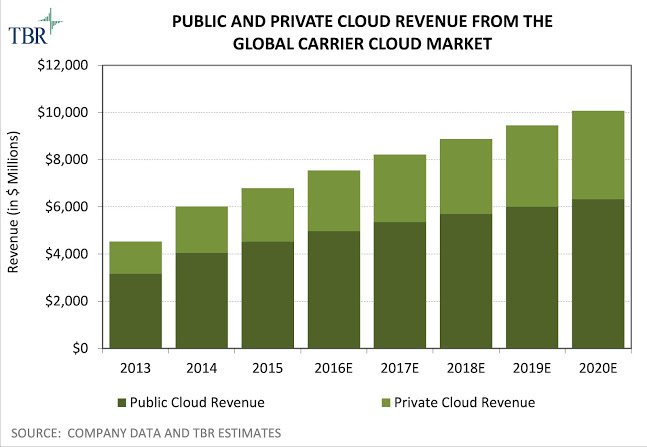 TBR
PUBLIC AND PRIVATE CLOUD REVENUE FROM THE
GLOBAL CARRIER CLOUD MARKET
Revenue (in $ Millions)
$12,000
$10,000
$8,000
$6,000
$4,000
$2,000
$0
2013 2014 2015 2016E 2017E 2018E 2019E 2020E
Public Cloud Revenue Private Cloud Revenue
SOURCE: COMPANY DATA AND TBR ESTIMATES